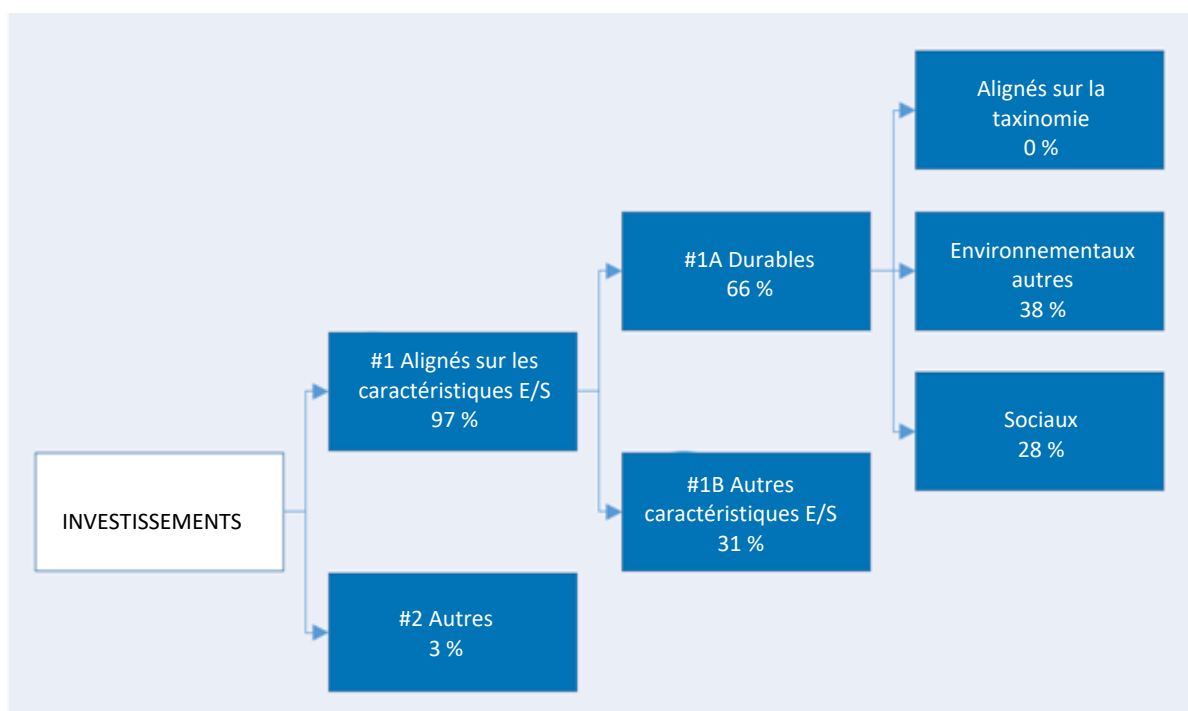 Alignés sur la
taxinomie
0 %
#1A Durables
66 %
Environnementaux
autres
38 %
#1 Alignés sur les
caractéristiques E/S
97 %
Sociaux
28 %
INVESTISSEMENTS
#1B Autres
caractéristiques E/S
31 %
#2 Autres
3 %